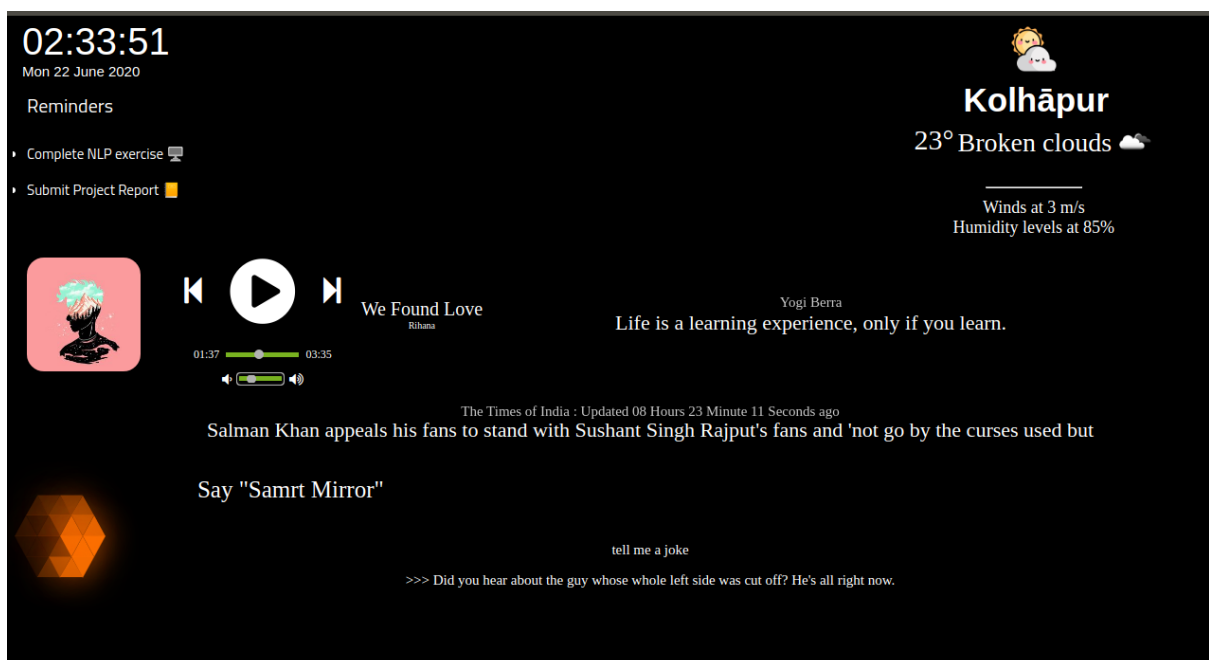 02:33:51
Mon 22 June 2020
Reminders
Complete NLP exercise
Submit Project Report
Kolhāpur
23° Broken clouds
Winds at 3 m/s
Humidity levels at 85%
We Found Love
Rihana
01:37 03:35
Yogi Berra
Life is a learning experience, only if you learn.
The Times of India : Updated 08 Hours 23 Minute 11 Seconds ago
Salman Khan appeals his fans to stand with Sushant Singh Rajput's fans and 'not go by the curses used but
Say "Samrt Mirror"
tell me a joke
>>> Did you hear about the guy whose whole left side was cut off? He's all right now.